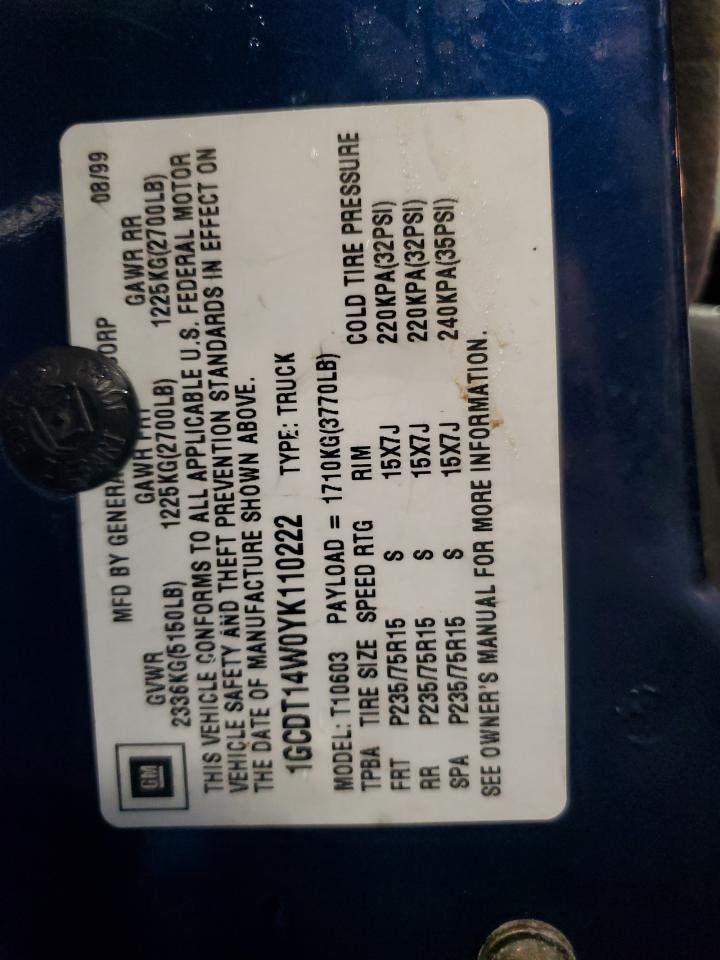 GM
MFD BY GENERAL CORP 08/99
GVWR GAWR FRT GAWR RR
2336KG(5150LB) 1225KG(2700LB) 1225KG(2700LB)
THIS VEHICLE CONFORMS TO ALL APPLICABLE U.S. FEDERAL MOTOR
VEHICLE SAFETY AND THEFT PREVENTION STANDARDS IN EFFECT ON
THE DATE OF MANUFACTURE SHOWN ABOVE.
1GCDT14W0YK110222 TYPE: TRUCK
MODEL: T10603 PAYLOAD = 1710KG(3770LB)
TPBA TIRE SIZE SPEED RTG RIM COLD TIRE PRESSURE
FRT P235/75R15 S 15X7J 220KPA(32PSI)
RR P235/75R15 S 15X7J 220KPA(32PSI)
SPA P235/75R15 S 15X7J 240KPA(35PSI)
SEE OWNER'S MANUAL FOR MORE INFORMATION.